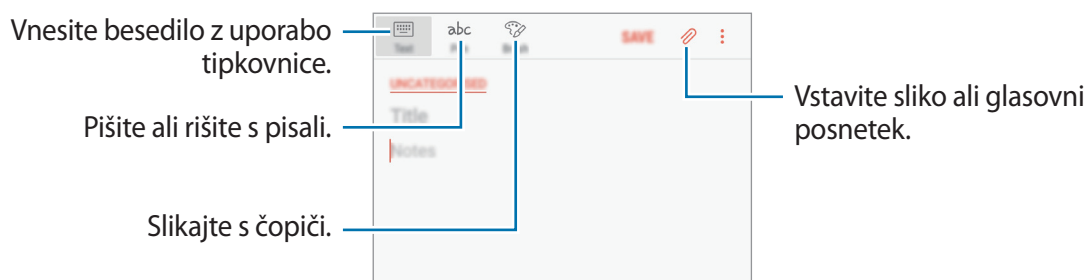 Vnesite besedilo z uporabo
tipkovnice.
Pišite ali rišite s pisali.
Slikajte s čopiči.
abc
SAVE
UNCATEGORISED
Title
Notes
Vstavite sliko ali glasovni
posnetek.